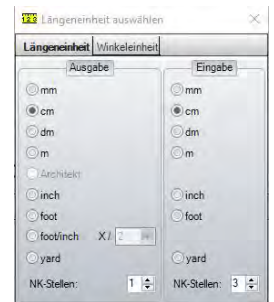 Längeneinheit auswählen
Längeneinheit Winkeleinheit
Ausgabe
mm
cm
dm
m
Architekt
inch
foot
foot/inch X/ 2
yard
NK-Stellen: 1
Eingabe
mm
cm
dm
m
inch
foot
yard
NK-Stellen: 3